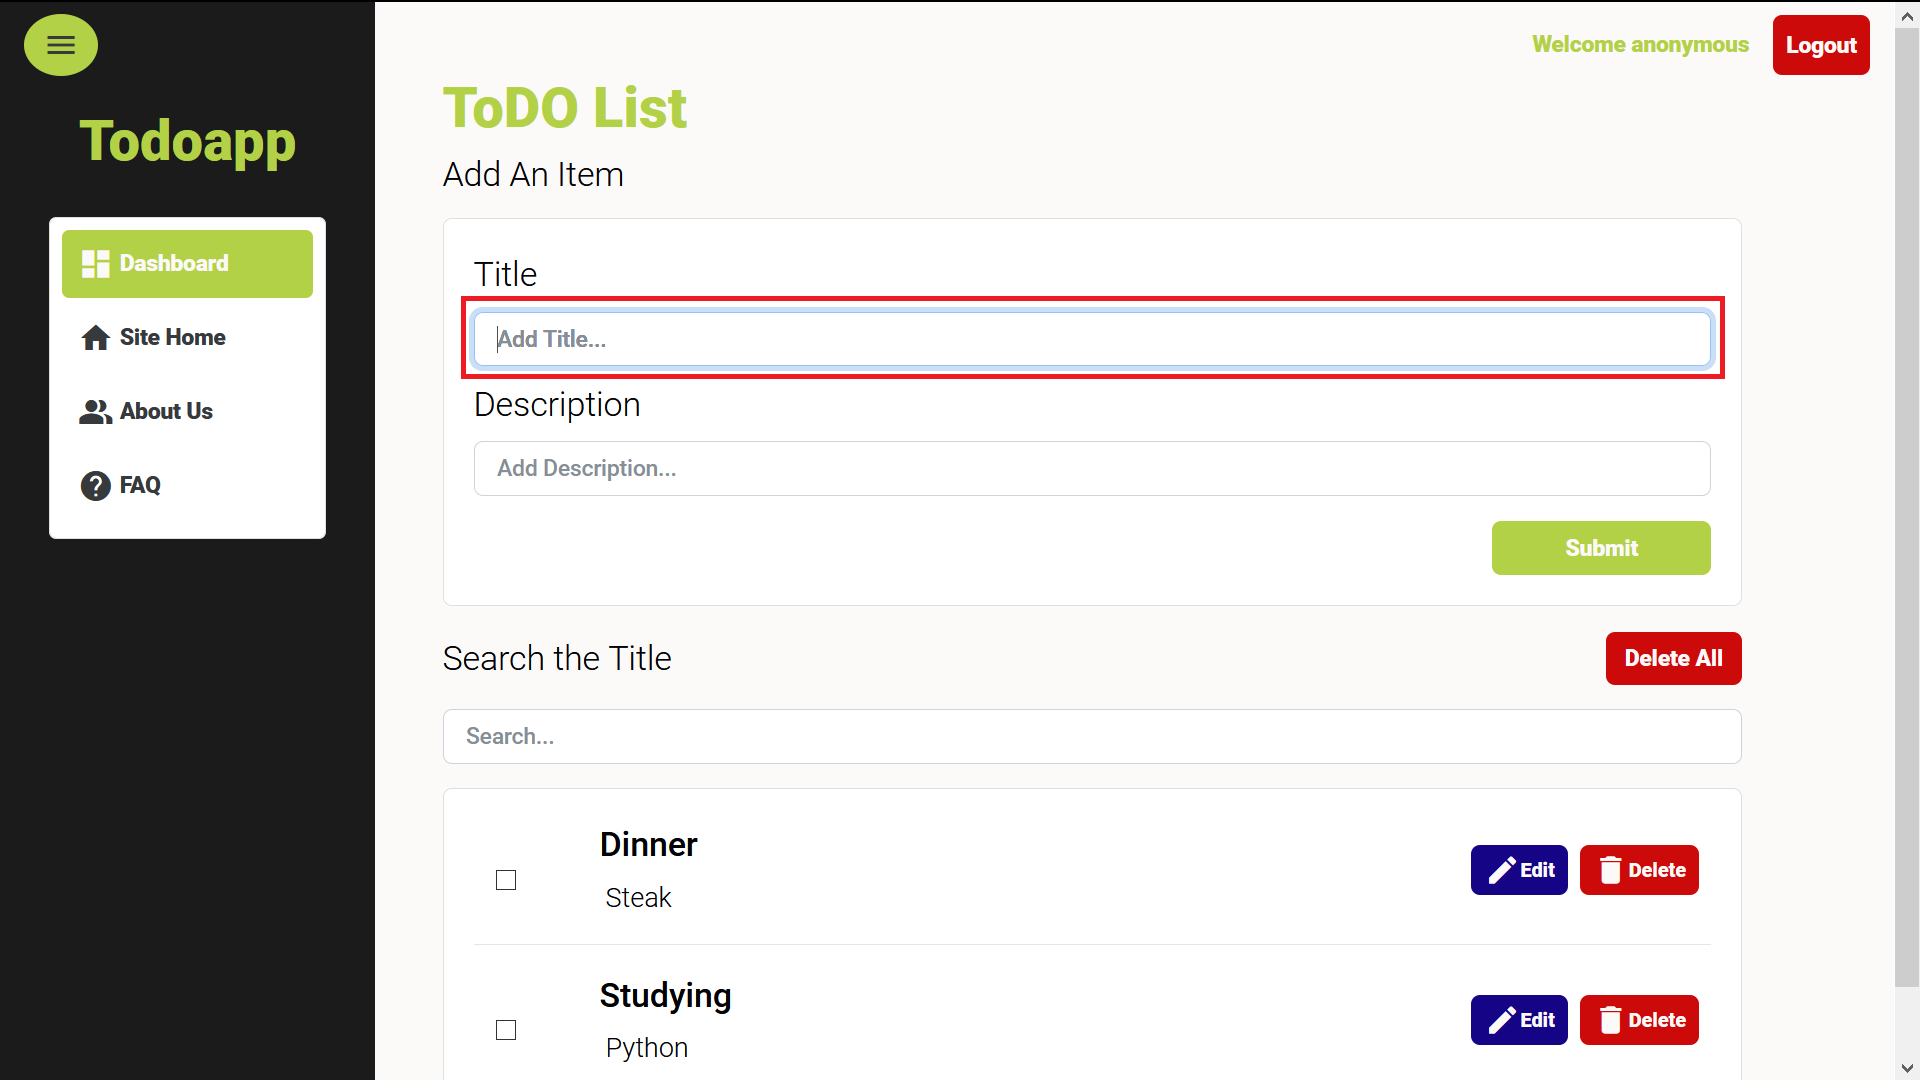 Welcome anonymous
Logout
Todoapp
Dashboard
Site Home
About Us
FAQ
ToDO List
Add An Item
Title
Add Title...
Description
Add Description...
Submit
Search the Title
Delete All
Search...
Dinner
Steak
Edit
Delete
Studying
Python
Edit
Delete